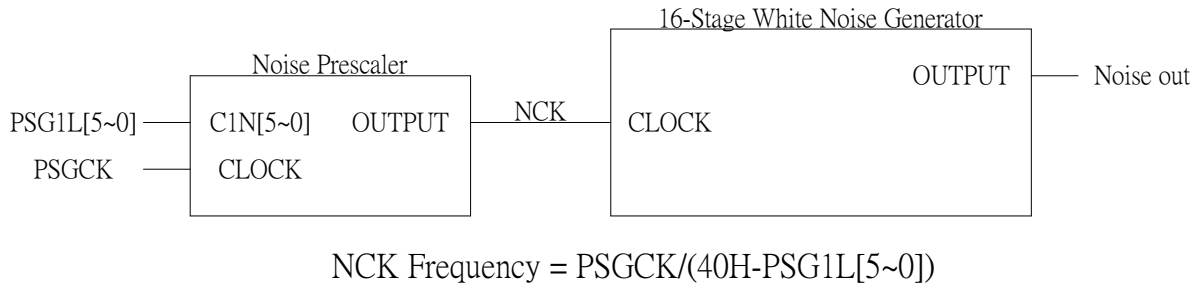 16-Stage White Noise Generator
Noise Prescaler
OUTPUT
Noise out
PSG1L[5~0]
C1N[5~0]
OUTPUT
NCK
CLOCK
PSGCK
CLOCK
NCK Frequency = PSGCK/(40H-PSG1L[5~0])